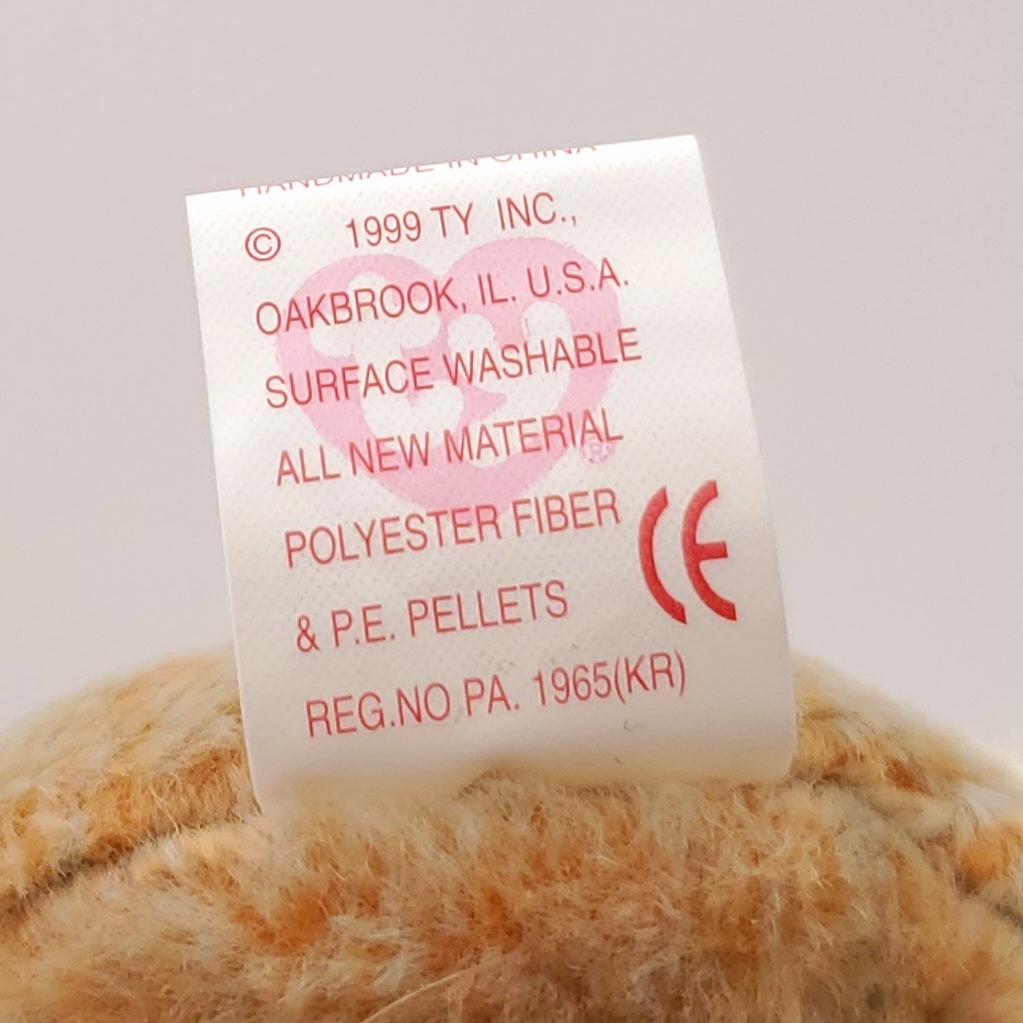 HANDMADE IN CHINA
© 1999 TY INC.,
OAKBROOK, IL. U.S.A.
SURFACE WASHABLE
ALL NEW MATERIAL
POLYESTER FIBER
& P.E. PELLETS
REG.NO PA. 1965(KR)
CE
ty®